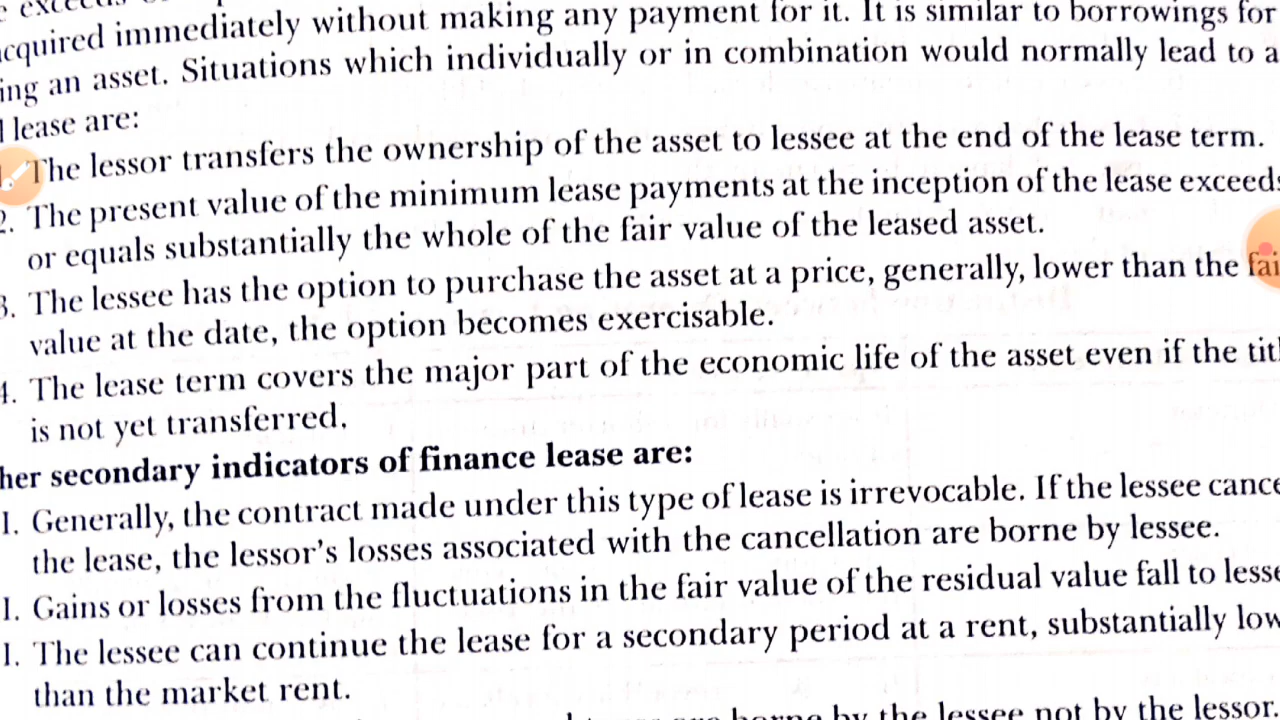 acquired immediately without making any payment for it. It is similar to borrowings for
ing an asset. Situations which individually or in combination would normally lead to a
l lease are:
The lessor transfers the ownership of the asset to lessee at the end of the lease term.
2. The present value of the minimum lease payments at the inception of the lease exceeds
or equals substantially the whole of the fair value of the leased asset.
3. The lessee has the option to purchase the asset at a price, generally, lower than the fai
value at the date, the option becomes exercisable.
4. The lease term covers the major part of the economic life of the asset even if the titl
is not yet transferred.
her secondary indicators of finance lease are:
I. Generally, the contract made under this type of lease is irrevocable. If the lessee cance
the lease, the lessor's losses associated with the cancellation are borne by lessee.
I. Gains or losses from the fluctuations in the fair value of the residual value fall to lesse
I. The lessee can continue the lease for a secondary period at a rent, substantially low
than the market rent.
borne by the lessee not by the lessor.